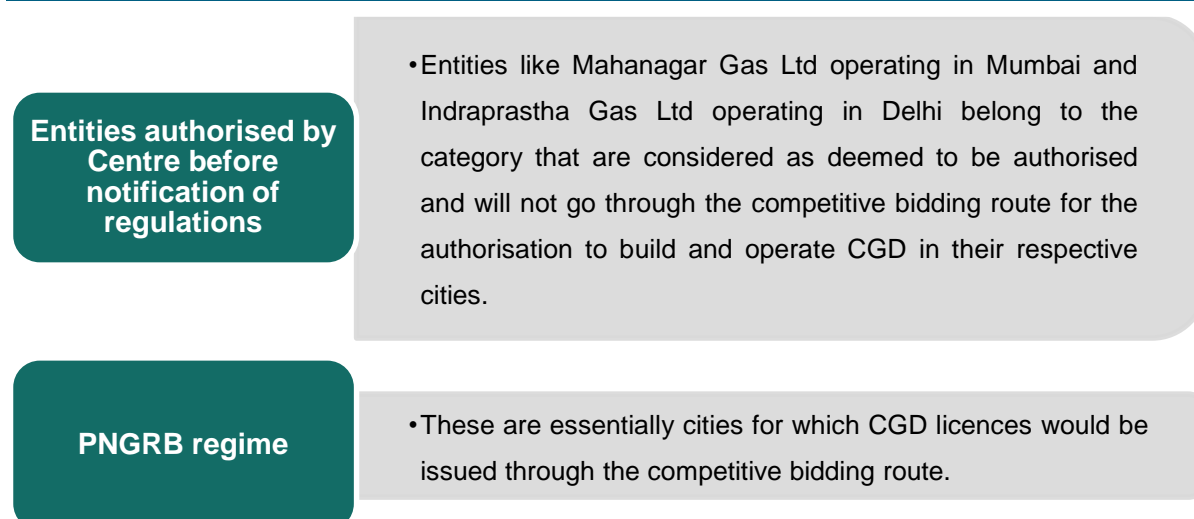 Entities authorised by
Centre before
notification of
regulations
•Entities like Mahanagar Gas Ltd operating in Mumbai and
Indraprastha Gas Ltd operating in Delhi belong to the
category that are considered as deemed to be authorised
and will not go through the competitive bidding route for the
authorisation to build and operate CGD in their respective
cities.
PNGRB regime
•These are essentially cities for which CGD licences would be
issued through the competitive bidding route.